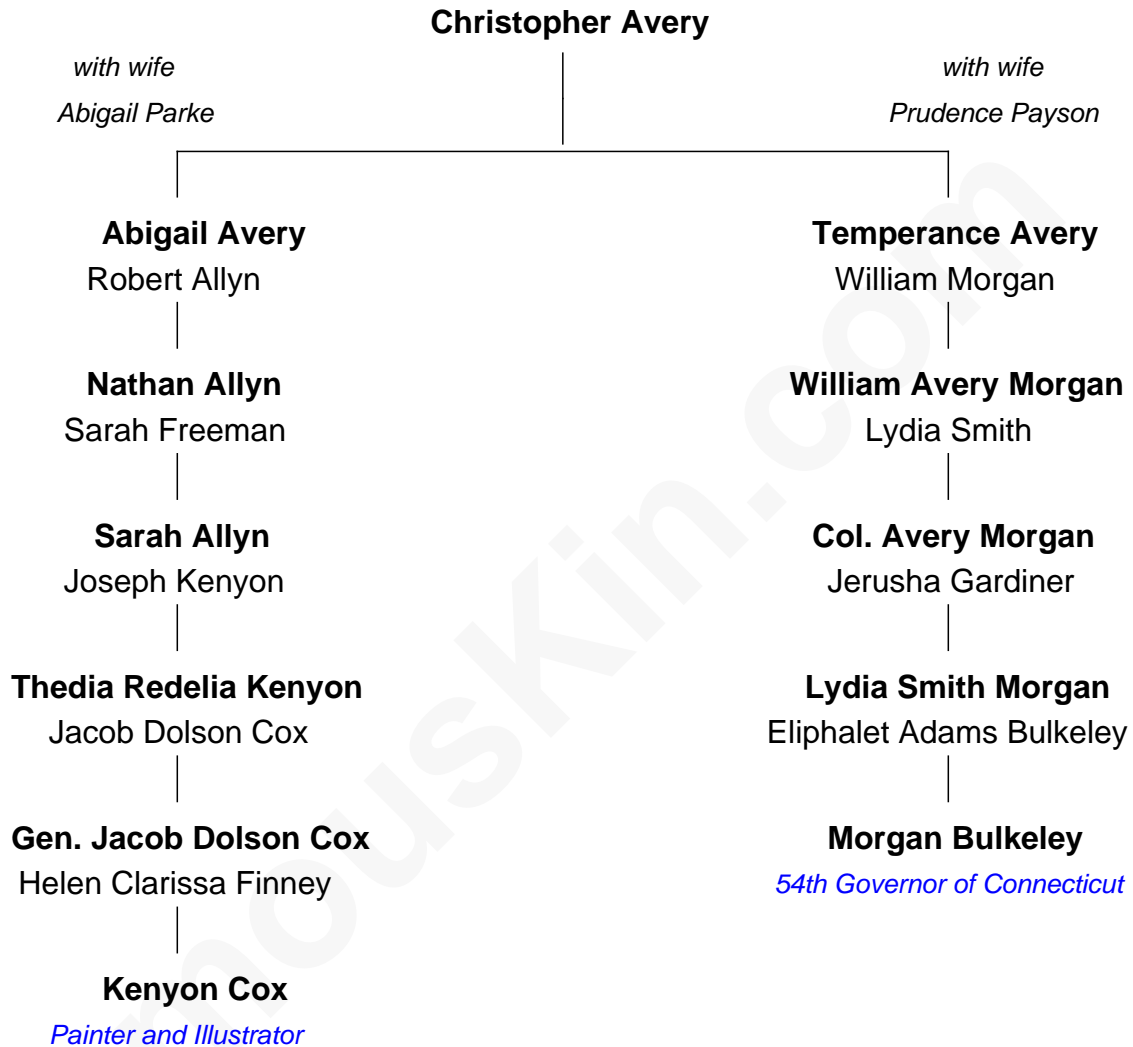 Christopher Avery
with wife
Abigail Parke
with wife
Prudence Payson
Abigail Avery
Robert Allyn
Temperance Avery
William Morgan
Nathan Allyn
Sarah Freeman
William Avery Morgan
Lydia Smith
Sarah Allyn
Joseph Kenyon
Col. Avery Morgan
Jerusha Gardiner
Thedia Redelia Kenyon
Jacob Dolson Cox
Lydia Smith Morgan
Eliphalet Adams Bulkeley
Gen. Jacob Dolson Cox
Helen Clarissa Finney
Morgan Bulkeley
54th Governor of Connecticut
Kenyon Cox
Painter and Illustrator
mousKin.com